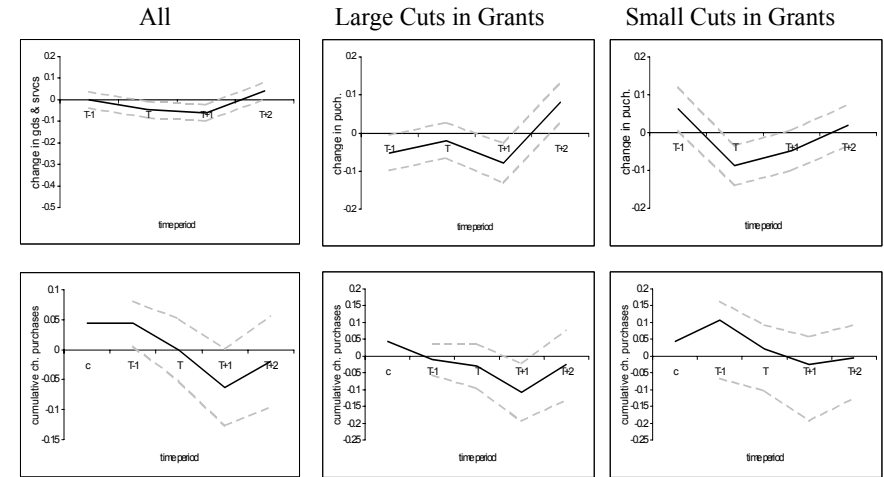 All
Large Cuts in Grants
Small Cuts in Grants
change in gds & srvcs
0.2
0.1
0
-0.1
-0.2
-0.3
-0.4
-0.5
T-1
T
T+1
T+2
time period
change in puch.
0.2
0.1
0
-0.1
-0.2
T-1
T
T+1
T+2
time period
change in puch.
0.2
0.1
0
-0.1
-0.2
T-1
T
T+1
T+2
time period
cumulative ch. purchases
0.1
0.05
0
-0.05
-0.1
-0.15
c
T-1
T
T+1
T+2
time period
cumulative ch. purchases
0.2
0.15
0.1
0.05
0
-0.05
-0.1
-0.15
-0.2
-0.25
c
T-1
T
T+1
T+2
time period
cumulative ch. purchases
0.2
0.15
0.1
0.05
0
-0.05
-0.1
-0.15
-0.2
-0.25
c
T-1
T
T+1
T+2
time period